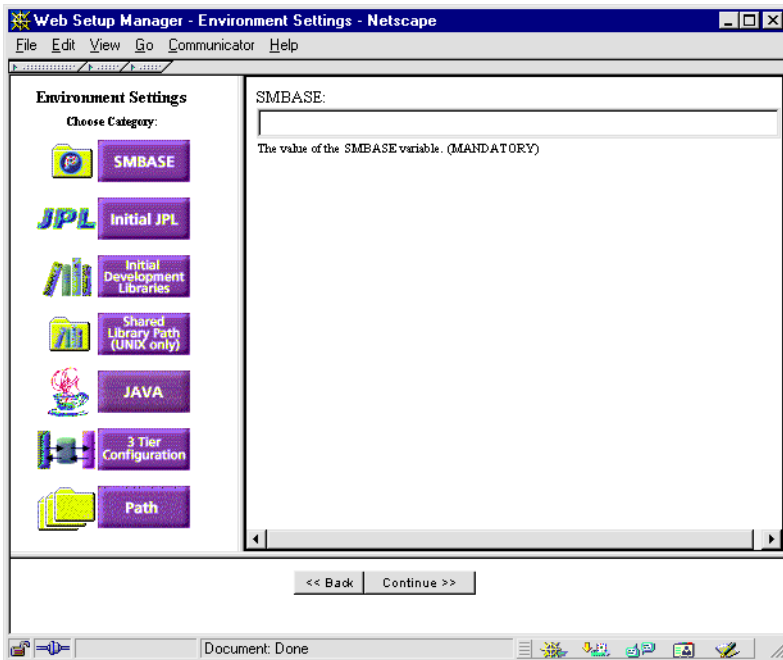 Web Setup Manager - Environment Settings - Netscape
File Edit View Go Communicator Help
Environment Settings
Choose Category:
SMBASE
JPL Initial JPL
Initial
Development
Libraries
Shared
Library Path
(UNIX only)
JAVA
3 Tier
Configuration
Path
SMBASE:
The value of the SMBASE variable. (MANDATORY)
<< Back Continue >>
Document: Done